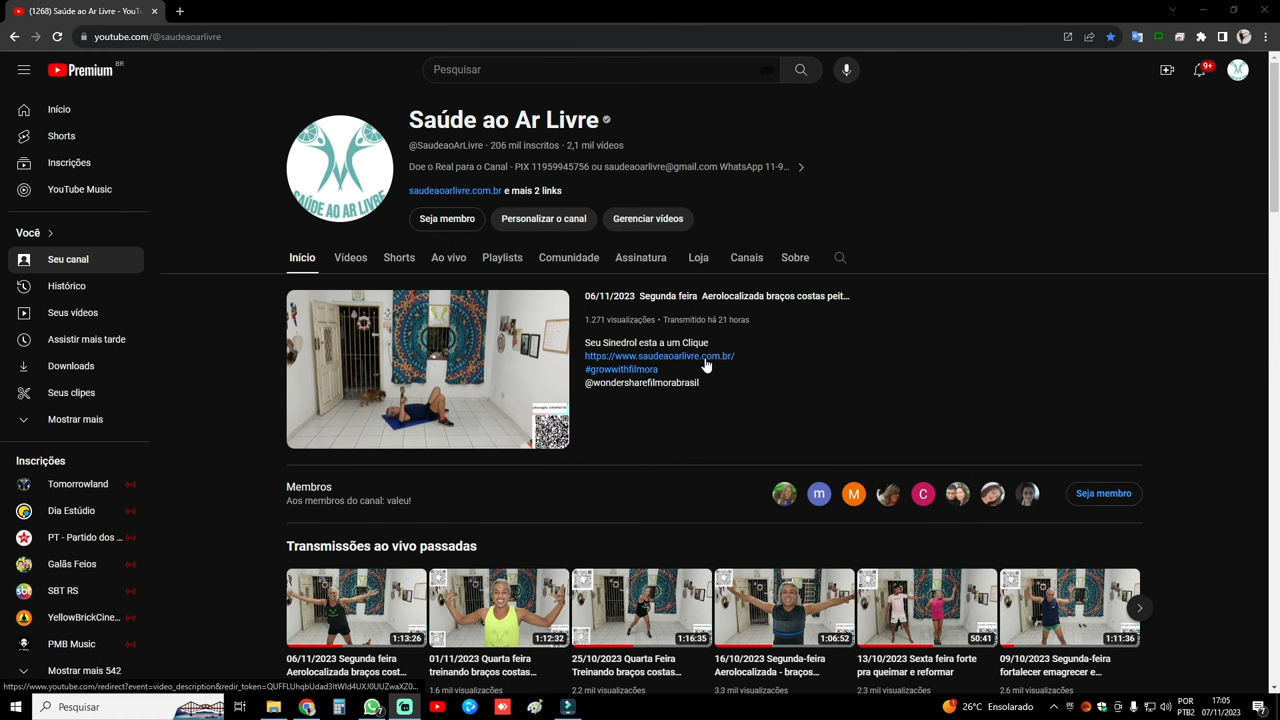 (1268) Saúde ao Ar Livre - YouTu
youtube.com/@saudeaoarlivre
Premium BR
Pesquisar
9+
Início
Shorts
Inscrições
YouTube Music
Você
Seu canal
Histórico
Seus vídeos
Assistir mais tarde
Downloads
Seus clipes
Mostrar mais
Inscrições
Tomorrowland
Dia Estúdio
PT - Partido dos ...
Galãs Feios
SBT RS
YellowBrickCine...
PMB Music
Mostrar mais 542
SAÚDE AO AR LIVRE
Saúde ao Ar Livre
@SaudeaoArLivre · 206 mil inscritos · 2,1 mil vídeos
Doe o Real para o Canal - PIX 11959945756 ou saudeaoarlivre@gmail.com WhatsApp 11-9...
saudeaoarlivre.com.br e mais 2 links
Seja membro Personalizar o canal Gerenciar vídeos
Início Vídeos Shorts Ao vivo Playlists Comunidade Assinatura Loja Canais Sobre
06/11/2023 Segunda feira Aerolocalizada braços costas peit...
1.271 visualizações • Transmitido há 21 horas
Seu Sinedrol esta a um Clique
https://www.saudeaoarlivre.com.br/
#growwithfilmora
@wondersharefilmorabrasil
Membros
Aos membros do canal: valeu!
m M C
Seja membro
Transmissões ao vivo passadas
1:13:26 1:12:32 1:16:35 1:06:52 50:41 1:11:36
06/11/2023 Segunda feira
Aerolocalizada braços cost...
01/11/2023 Quarta feira
treinando braços costas...
1.6 mil visualizações
25/10/2023 Quarta Feira
Treinando braços costas...
2.2 mil visualizações
16/10/2023 Segunda-feira
Aerolocalizada - braços...
3.3 mil visualizações
13/10/2023 Sexta feira forte
pra queimar e reformar
2.3 mil visualizações
09/10/2023 Segunda-feira
fortalecer emagrecer e...
1.9 mil visualizações
Pesquisar
26°C Ensolarado
POR
PTB2
17:05
07/11/2023